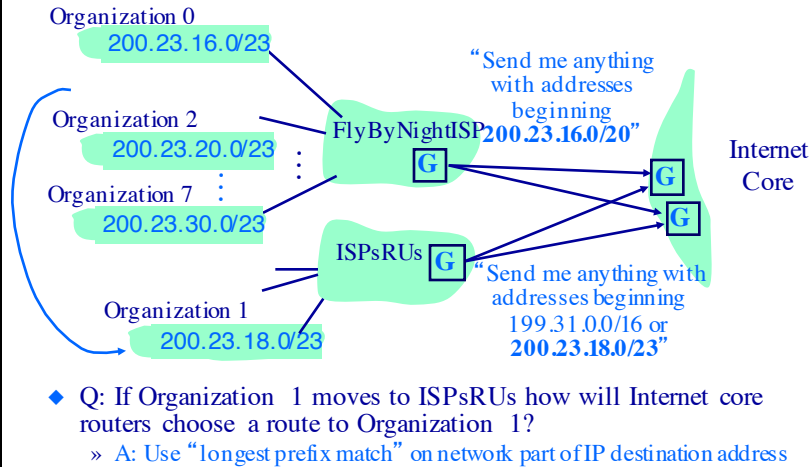 Organization 0
200.23.16.0/23
Organization 2
200.23.20.0/23
Organization 7
200.23.30.0/23
FlyByNightISP
G
“Send me anything
with addresses
beginning
200.23.16.0/20”
Internet
Core
G
G
ISPsRUs
G
“Send me anything with
addresses beginning
199.31.0.0/16 or
200.23.18.0/23”
Organization 1
200.23.18.0/23
◆ Q: If Organization 1 moves to ISPsRUs how will Internet core
routers choose a route to Organization 1?
» A: Use “longest prefix match” on network part of IP destination address